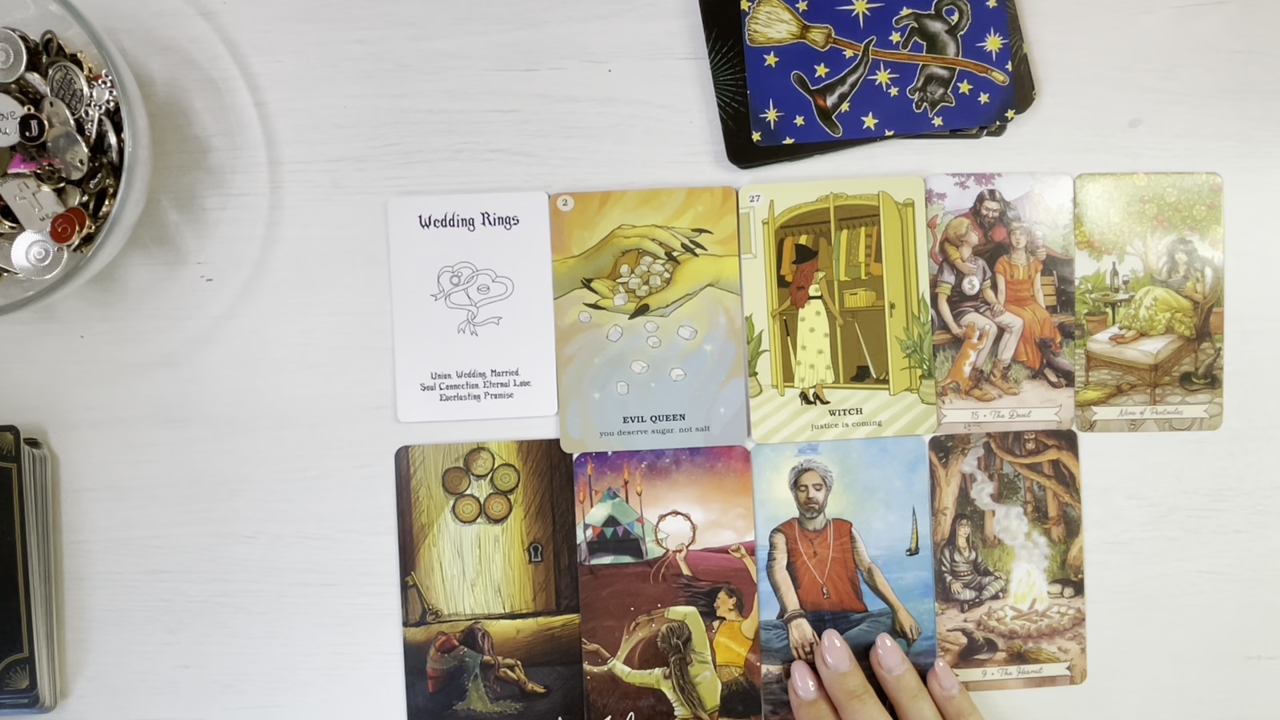 Wedding Rings
Union, Wedding, Married,
Soul Connection, Eternal Love,
Everlasting Promise
2
EVIL QUEEN
you deserve sugar, not salt
27
WITCH
justice is coming
$
15 • The Devil
Nine of Pentacles
9 • The Hermit
J
5